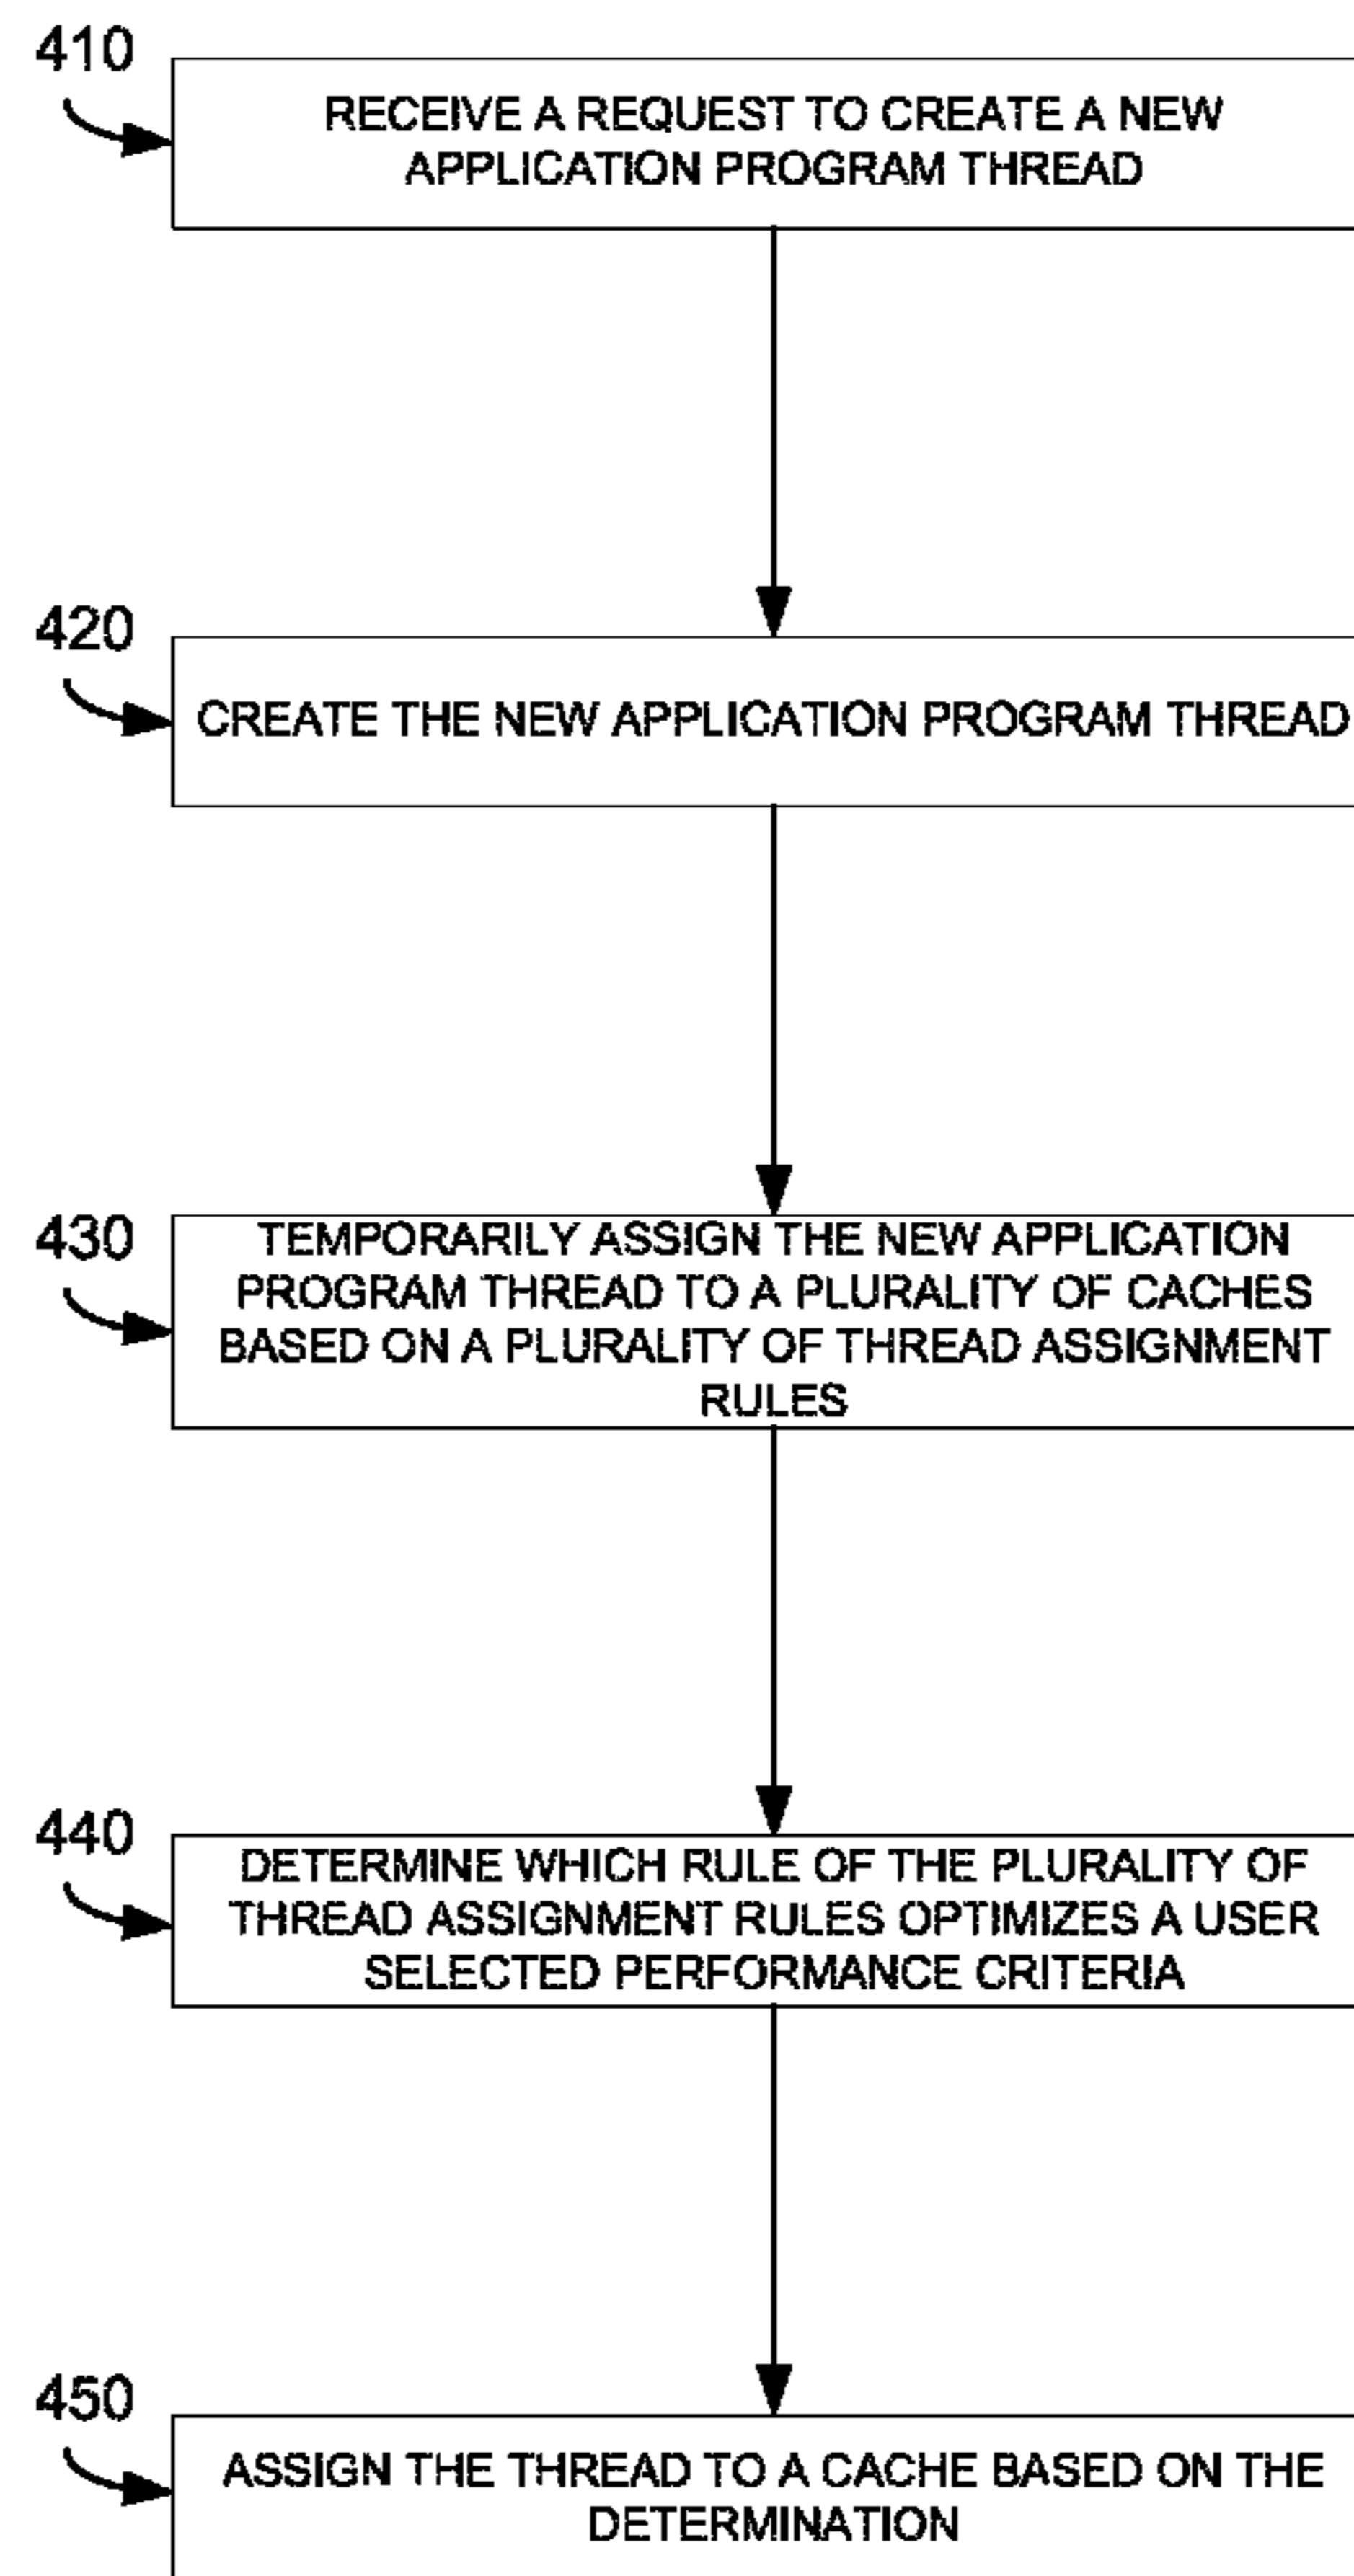 410
RECEIVE A REQUEST TO CREATE A NEW
APPLICATION PROGRAM THREAD
420
CREATE THE NEW APPLICATION PROGRAM THREAD
430
TEMPORARILY ASSIGN THE NEW APPLICATION
PROGRAM THREAD TO A PLURALITY OF CACHES
BASED ON A PLURALITY OF THREAD ASSIGNMENT
RULES
440
DETERMINE WHICH RULE OF THE PLURALITY OF
THREAD ASSIGNMENT RULES OPTIMIZES A USER
SELECTED PERFORMANCE CRITERIA
450
ASSIGN THE THREAD TO A CACHE BASED ON THE
DETERMINATION